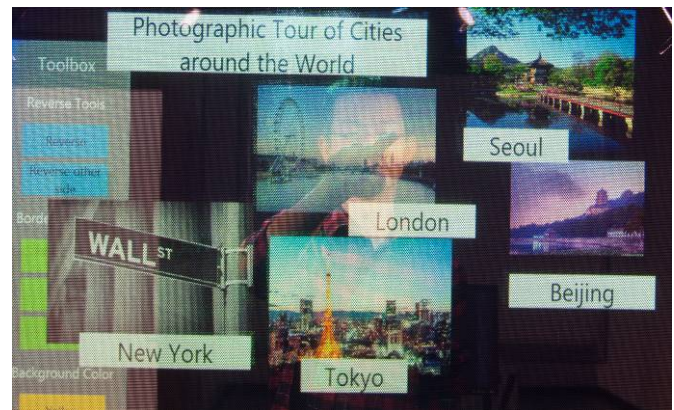 Photographic Tour of Cities
around the World
Toolbox
Reverse Tools
Reverse
Reverse other
side
Seoul
London
WALL ST
Beijing
New York
Tokyo
Background Color